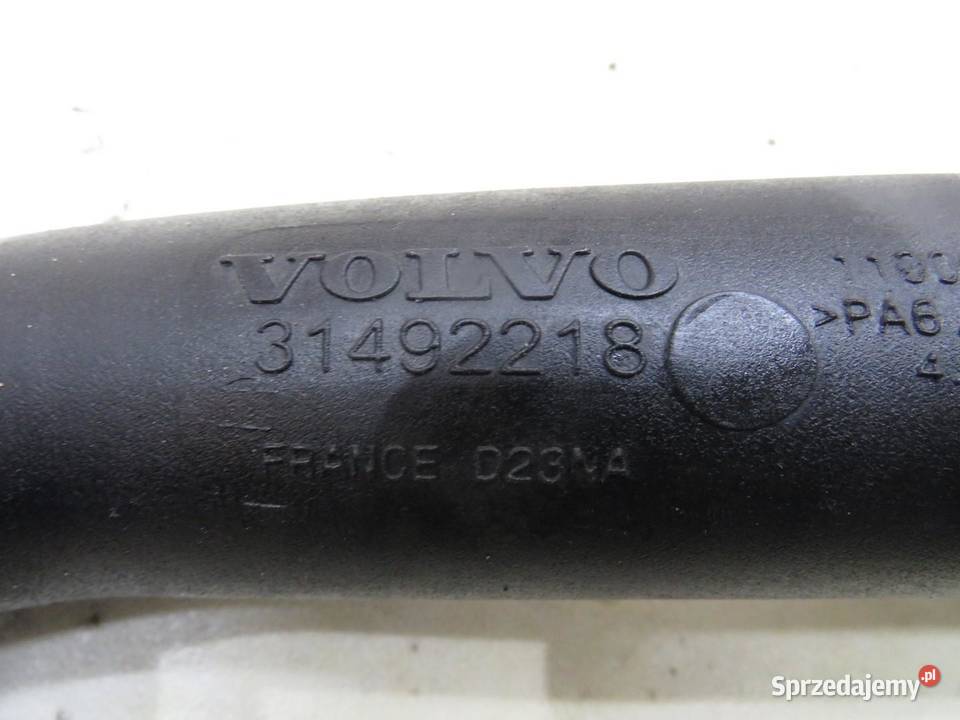 VOLVO
31492218
FRANCE D23NA
>PA6
Sprzedajemy.pl